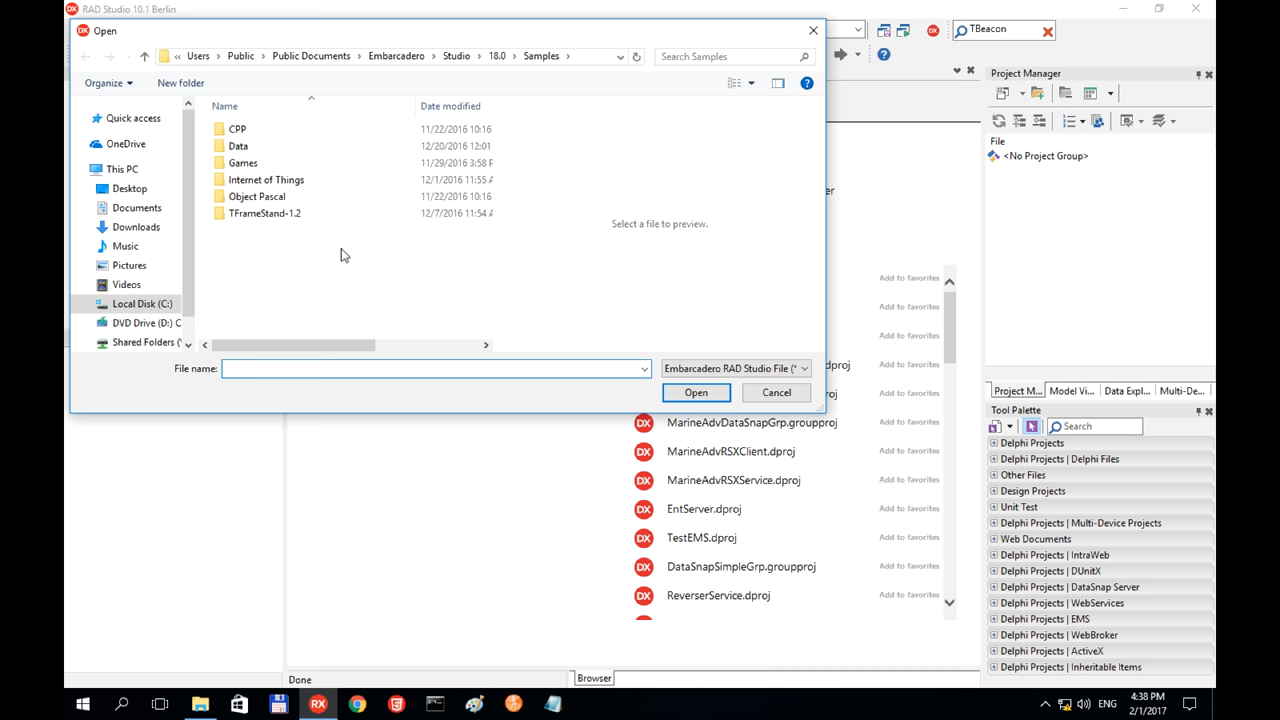 RAD Studio 10.1 Berlin
Open
TBeacon
« Users > Public > Public Documents > Embarcadero > Studio > 18.0 > Samples >
Search Samples
Organize
New folder
Project Manager
Name
Date modified
Quick access
OneDrive
This PC
Desktop
Documents
Downloads
Music
Pictures
Videos
Local Disk (C:)
DVD Drive (D:) C
Shared Folders
CPP 11/22/2016 10:16
Data 12/20/2016 12:01
Games 11/29/2016 3:58 P
Internet of Things 12/1/2016 11:55 A
Object Pascal 11/22/2016 10:16
TFrameStand-1.2 12/7/2016 11:54 A
Select a file to preview.
File name:
Embarcadero RAD Studio File (*
Open
Cancel
File
<No Project Group>
er
Add to favorites
Add to favorites
Add to favorites
dproj Add to favorites
oj. Add to favorites
MarineAdvDataSnapGrp.groupproj Add to favorites
MarineAdvRSXClient.dproj Add to favorites
MarineAdvRSXService.dproj Add to favorites
EntServer.dproj Add to favorites
TestEMS.dproj Add to favorites
DataSnapSimpleGrp.groupproj Add to favorites
ReverserService.dproj Add to favorites
Project M...
Model Vi...
Data Expl...
Multi-De...
Tool Palette
Search
Delphi Projects
Delphi Projects | Delphi Files
Other Files
Design Projects
Unit Test
Delphi Projects | Multi-Device Projects
Web Documents
Delphi Projects | IntraWeb
Delphi Projects | DUnitX
Delphi Projects | DataSnap Server
Delphi Projects | WebServices
Delphi Projects | EMS
Delphi Projects | WebBroker
Delphi Projects | ActiveX
Delphi Projects | Inheritable Items
Done
Browser
ENG
4:38 PM
2/1/2017